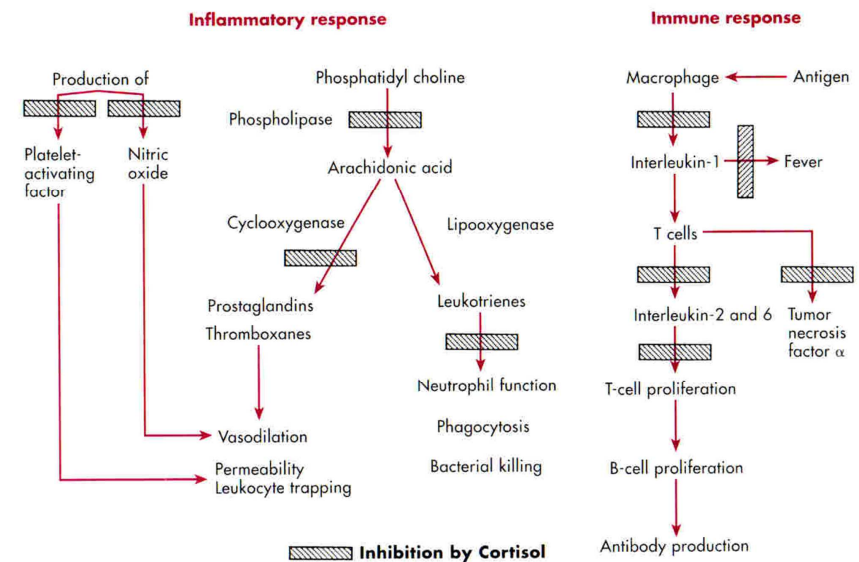 Inflammatory response
Immune response
Production of
Platelet-
activating
factor
Nitric
oxide
Phosphatidyl choline
Phospholipase
Arachidonic acid
Cyclooxygenase
Lipooxygenase
Prostaglandins
Thromboxanes
Leukotrienes
Neutrophil function
Phagocytosis
Bacterial killing
Vasodilation
Permeability
Leukocyte trapping
Macrophage
Antigen
Interleukin-1
Fever
T cells
Interleukin-2 and 6
Tumor
necrosis
factor α
T-cell proliferation
B-cell proliferation
Antibody production
Inhibition by Cortisol